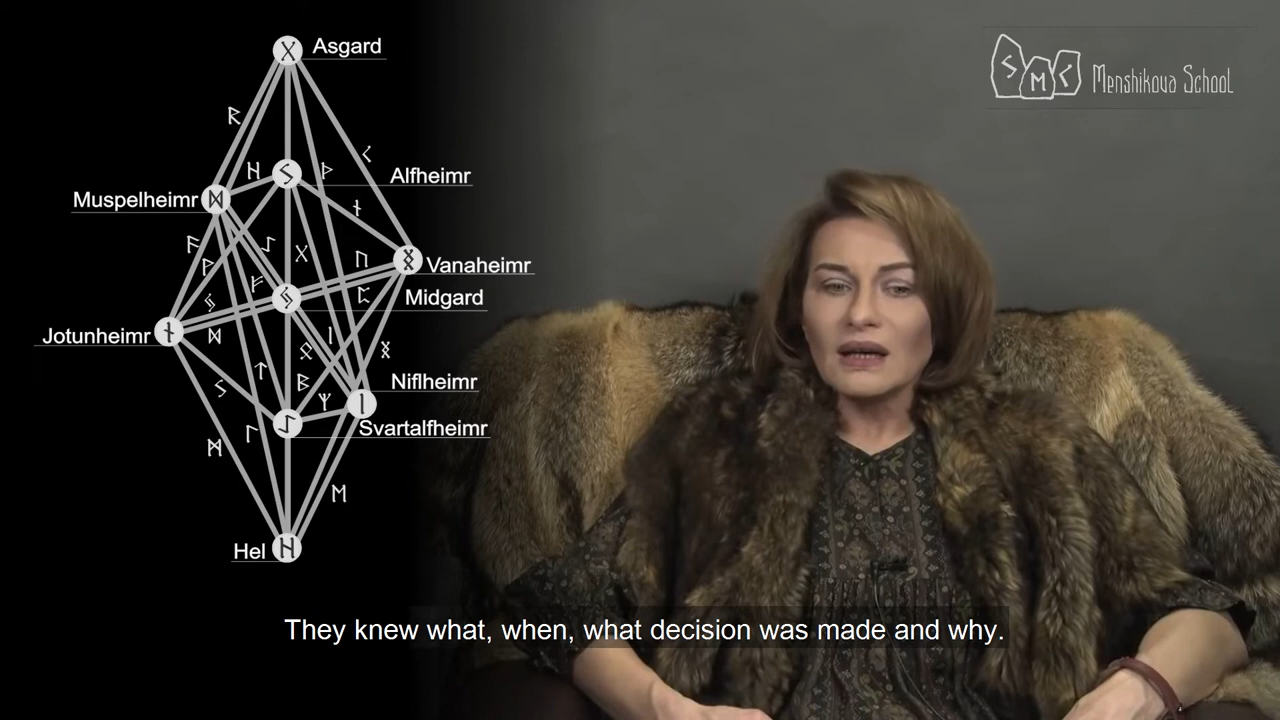 Asgard
ᚷ
ᚱ
ᚲ
ᚺ
ᚦ
Alfheimr
Muspelheimr
ᛞ
ᚾ
ᚨ
ᚹ
ᚷ
ᚢ
Vanaheimr
ᚠ
ᛈ
Midgard
Jotunheimr
ᚾ
ᛞ
ᛁ
ᛟ
ᛏ
ᛒ
Niflheimr
ᛁ
ᛉ
Svartalfheimr
ᛚ
ᛗ
ᛖ
Hel
ᚺ
SMC Menshikova School
They knew what, when, what decision was made and why.